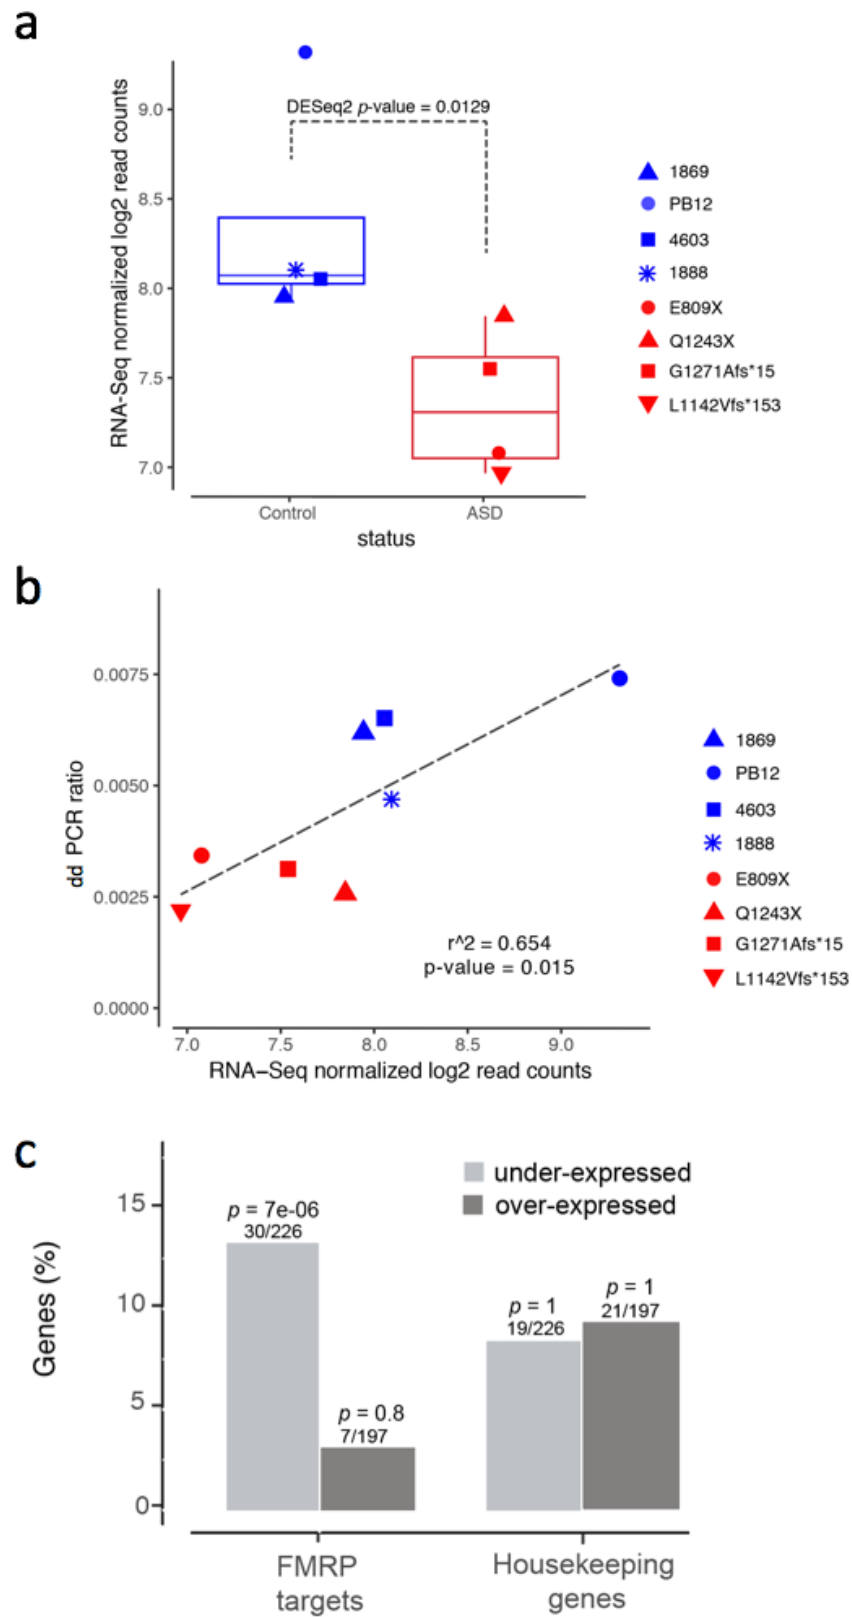 a
RNA-Seq normalized log2 read counts
9.0
8.5
8.0
7.5
7.0
DESeq2 p-value = 0.0129
Control
ASD
status
1869
PB12
4603
1888
E809X
Q1243X
G1271Afs*15
L1142Vfs*153
b
dd PCR ratio
0.0075
0.0050
0.0025
0.0000
r^2 = 0.654
p-value = 0.015
7.0
7.5
8.0
8.5
9.0
RNA-Seq normalized log2 read counts
1869
PB12
4603
1888
E809X
Q1243X
G1271Afs*15
L1142Vfs*153
c
Genes (%)
15
10
5
0
under-expressed
over-expressed
p = 7e-06
30/226
p = 0.8
7/197
p = 1
19/226
p = 1
21/197
FMRP
targets
Housekeeping
genes